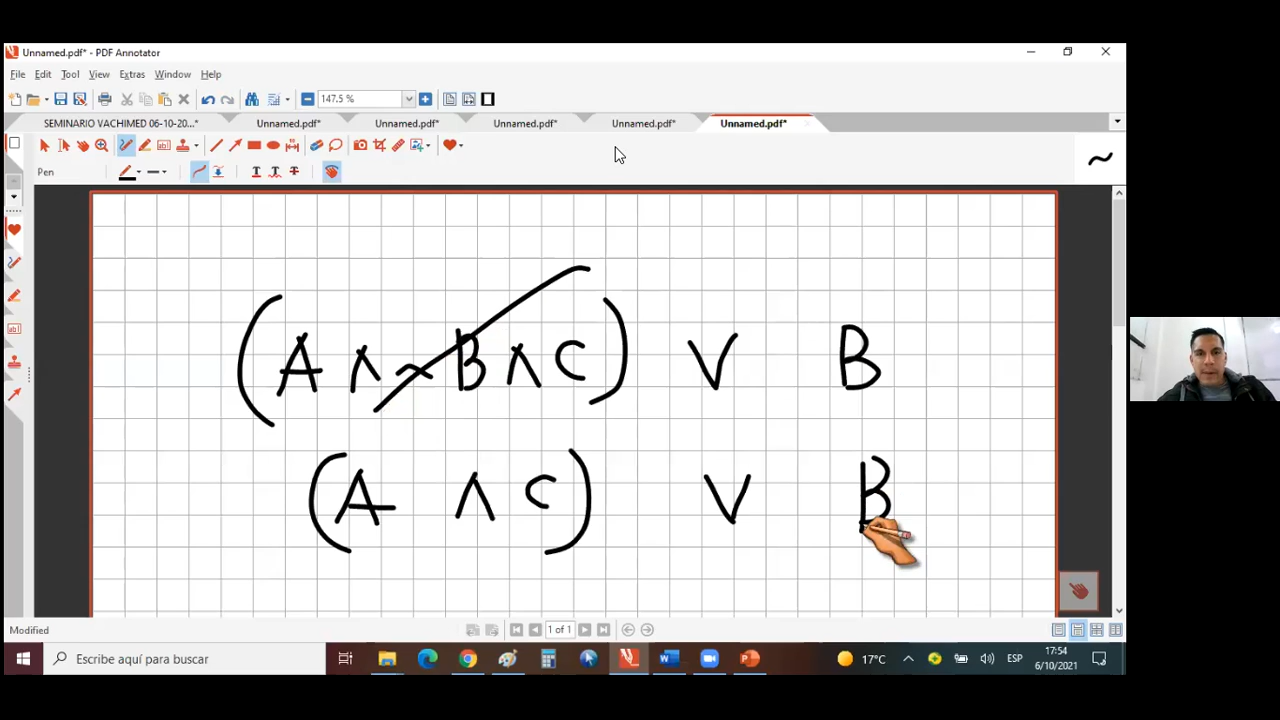 Unnamed.pdf* - PDF Annotator
File Edit Tool View Extras Window Help
147.5 %
SEMINARIO VACHIMED 06-10-20...* Unnamed.pdf* Unnamed.pdf* Unnamed.pdf* Unnamed.pdf* Unnamed.pdf*
Pen
(A ∧ ~ B ∧ C) ∨ B
(A ∧ C) ∨ B
1 of 1
Modified
Escribe aquí para buscar
17°C
ESP
17:54
6/10/2021